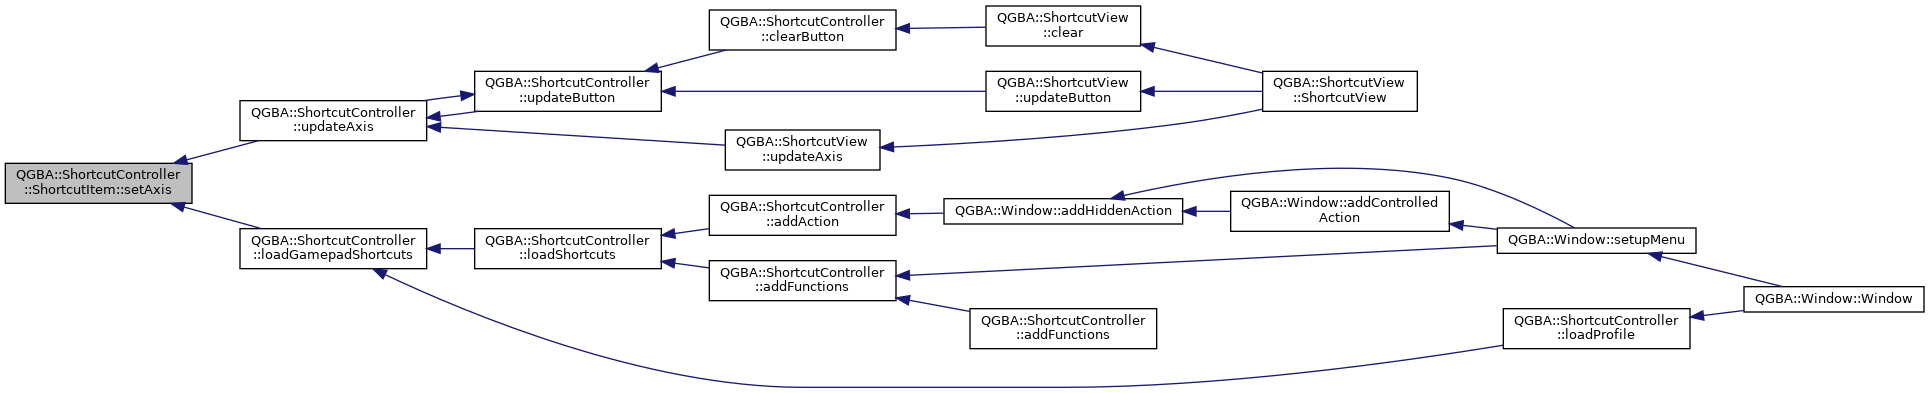 QGBA::ShortcutController
::ShortcutItem::setAxis
QGBA::ShortcutController
::updateAxis
QGBA::ShortcutController
::updateButton
QGBA::ShortcutController
::clearButton
QGBA::ShortcutView
::clear
QGBA::ShortcutView
::ShortcutView
QGBA::ShortcutView
::updateButton
QGBA::ShortcutView
::updateAxis
QGBA::ShortcutController
::loadGamepadShortcuts
QGBA::ShortcutController
::loadShortcuts
QGBA::ShortcutController
::addAction
QGBA::Window::addHiddenAction
QGBA::Window::addControlled
Action
QGBA::Window::setupMenu
QGBA::Window::Window
QGBA::ShortcutController
::addFunctions
QGBA::ShortcutController
::addFunctions
QGBA::ShortcutController
::loadProfile